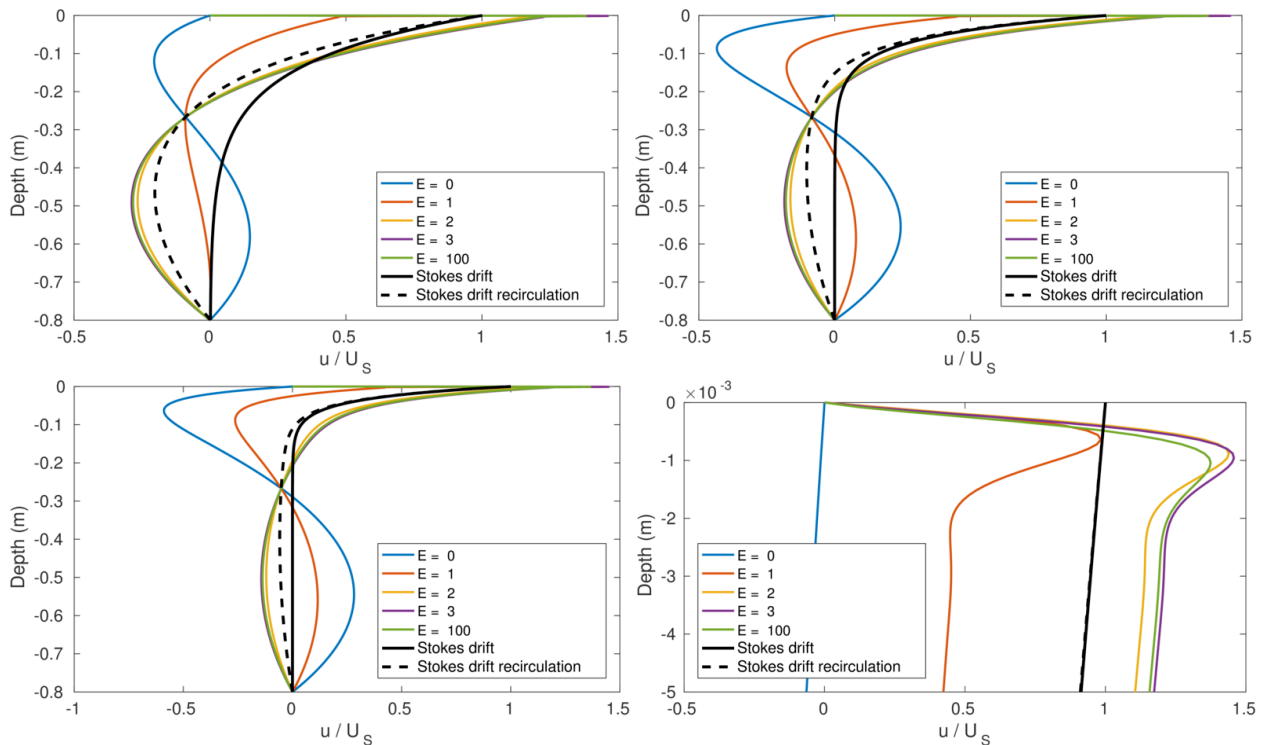 0
-0.1
-0.2
-0.3
-0.4
-0.5
-0.6
-0.7
-0.8
Depth (m)
-0.5
0
0.5
1
1.5
u / U_S
E = 0
E = 1
E = 2
E = 3
E = 100
Stokes drift
Stokes drift recirculation
0
-0.1
-0.2
-0.3
-0.4
-0.5
-0.6
-0.7
-0.8
Depth (m)
-0.5
0
0.5
1
1.5
u / U_S
E = 0
E = 1
E = 2
E = 3
E = 100
Stokes drift
Stokes drift recirculation
0
-0.1
-0.2
-0.3
-0.4
-0.5
-0.6
-0.7
-0.8
Depth (m)
-1
-0.5
0
0.5
1
1.5
u / U_S
E = 0
E = 1
E = 2
E = 3
E = 100
Stokes drift
Stokes drift recirculation
× 10^-3
0
-1
-2
-3
-4
-5
Depth (m)
-0.5
0
0.5
1
1.5
u / U_S
E = 0
E = 1
E = 2
E = 3
E = 100
Stokes drift
Stokes drift recirculation